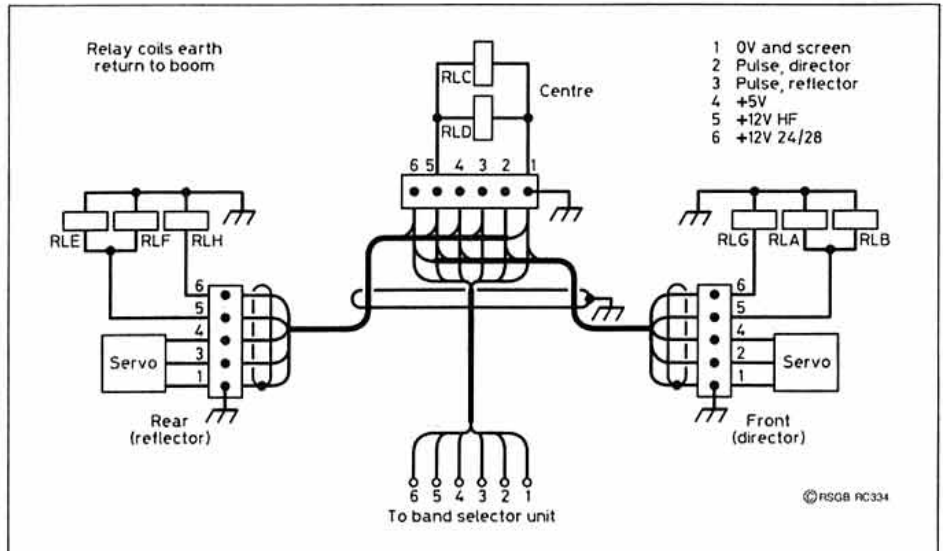 Relay coils earth
return to boom
RLC
RLD
Centre
1 0V and screen
2 Pulse, director
3 Pulse, reflector
4 +5V
5 +12V HF
6 +12V 24/28
6 5 4 3 2 1
RLE
RLF
RLH
6
5
4
3
1
Servo
Rear
(reflector)
RLG
RLA
RLB
6
5
4
2
1
Servo
Front
(director)
6 5 4 3 2 1
To band selector unit
©RSGB RC334